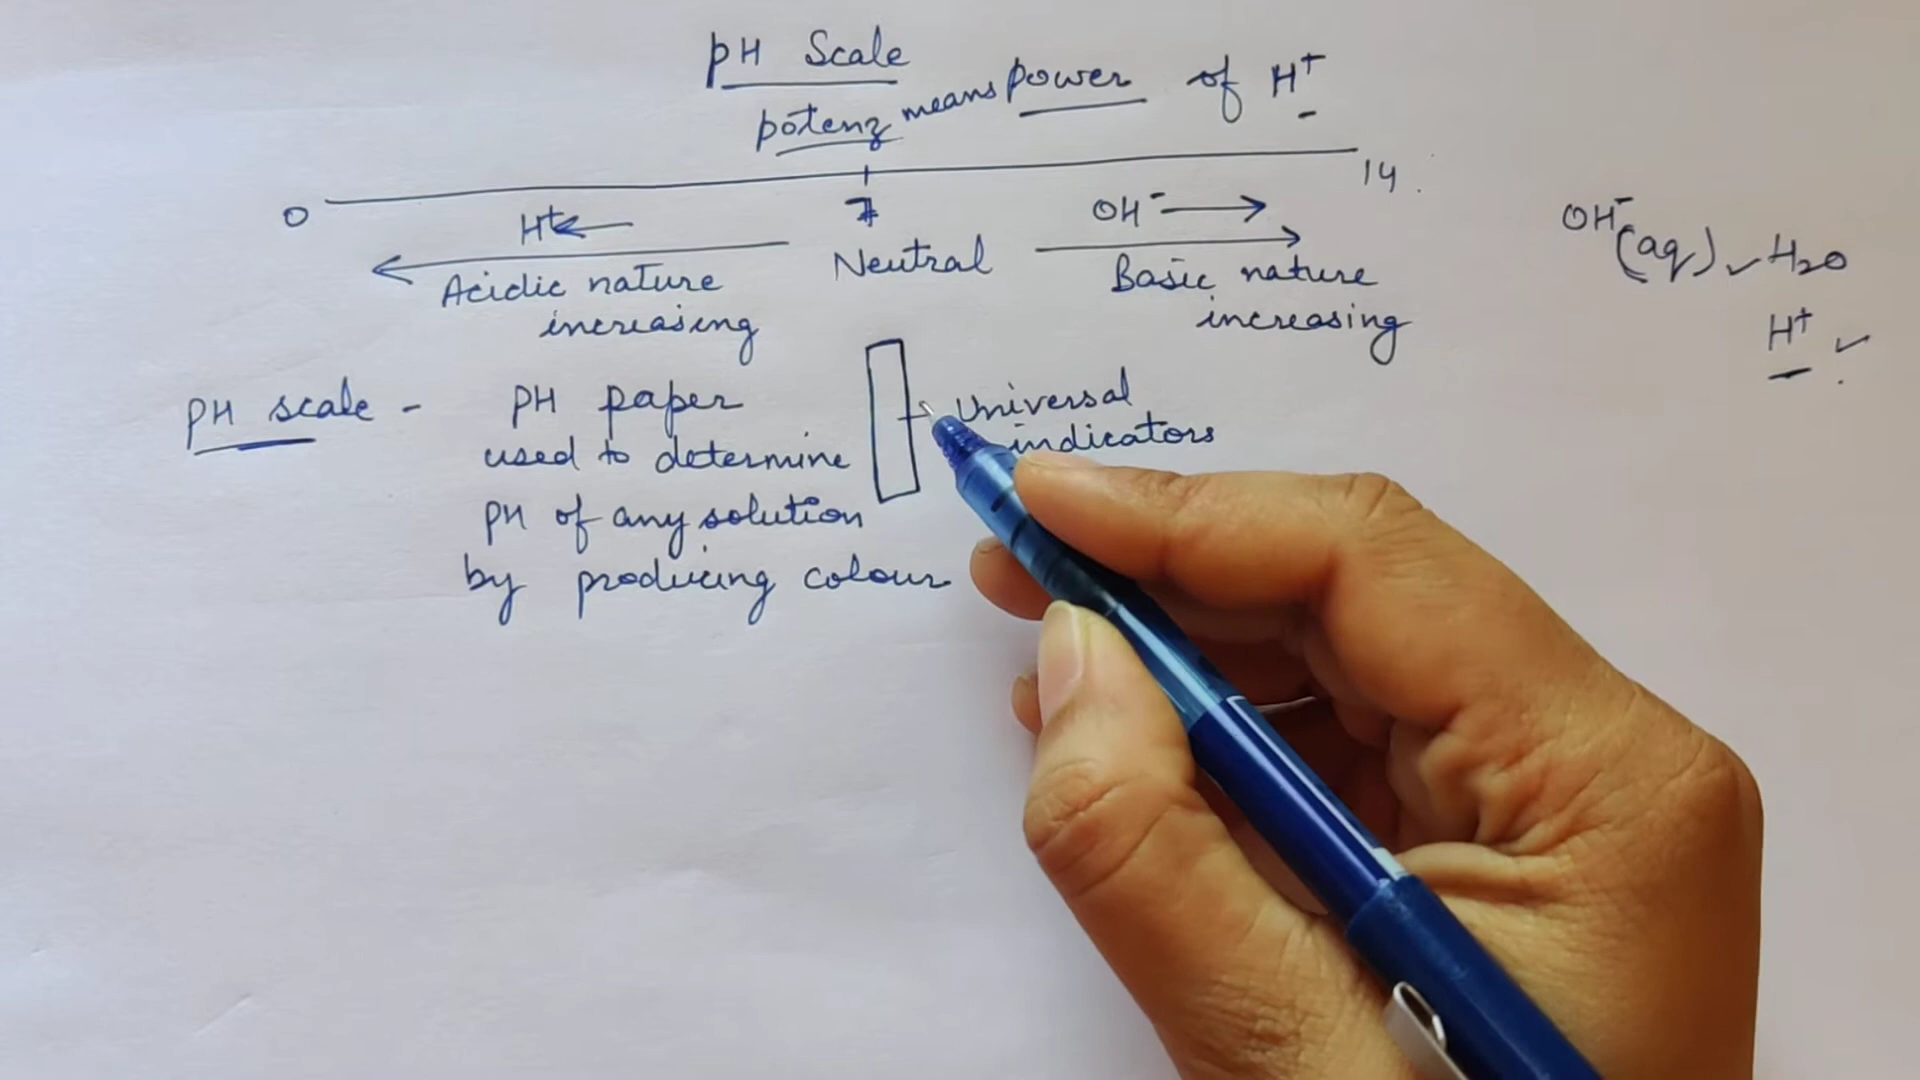 pH Scale
potenz means power of H⁺
0 7 14
H⁺ ← OH⁻ →
Acidic nature increasing
Neutral
Basic nature increasing
OH⁻(aq) ✓ H₂O
H⁺ ✓
PH scale - PH paper
used to determine
PH of any solution
by producing colour
Universal
indicators